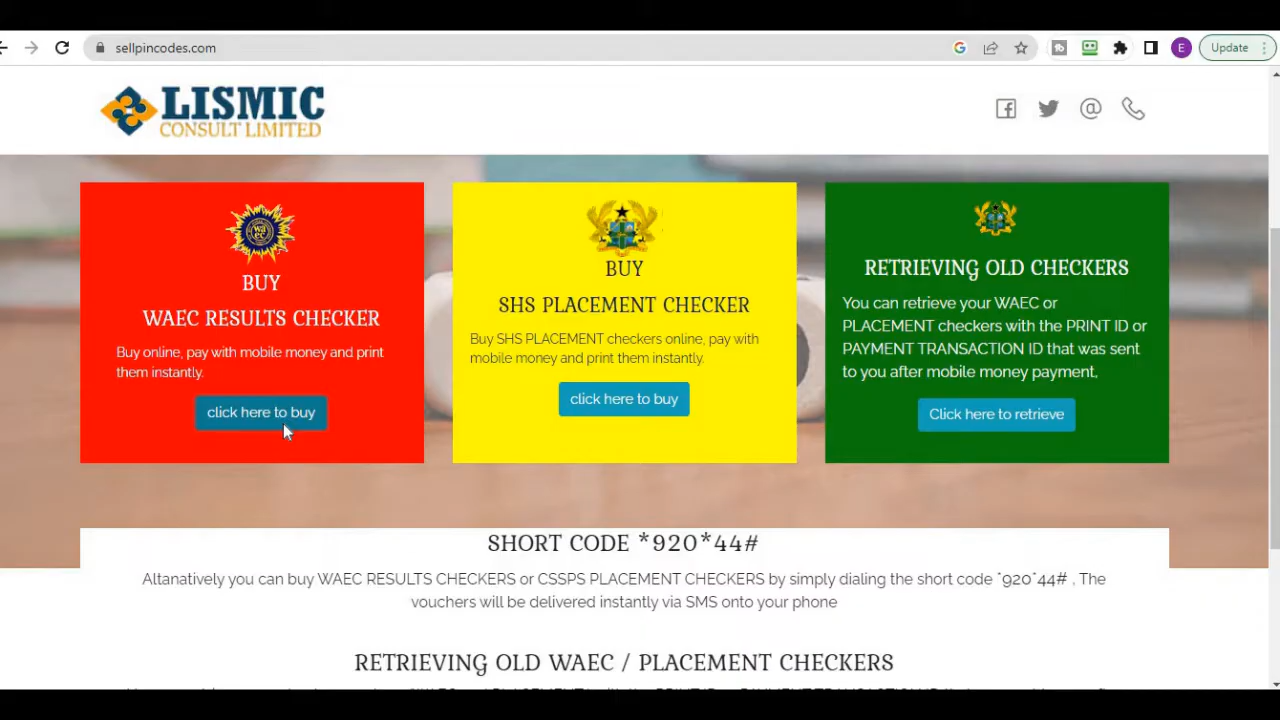 sellpincodes.com
E
Update
LISMIC
CONSULT LIMITED
BUY
WAEC RESULTS CHECKER
Buy online, pay with mobile money and print
them instantly.
click here to buy
BUY
SHS PLACEMENT CHECKER
Buy SHS PLACEMENT checkers online, pay with
mobile money and print them instantly.
click here to buy
RETRIEVING OLD CHECKERS
You can retrieve your WAEC or
PLACEMENT checkers with the PRINT ID or
PAYMENT TRANSACTION ID that was sent
to you after mobile money payment,
Click here to retrieve
SHORT CODE *920*44#
Altanatively you can buy WAEC RESULTS CHECKERS or CSSPS PLACEMENT CHECKERS by simply dialing the short code *920*44# . The
vouchers will be delivered instantly via SMS onto your phone
RETRIEVING OLD WAEC / PLACEMENT CHECKERS